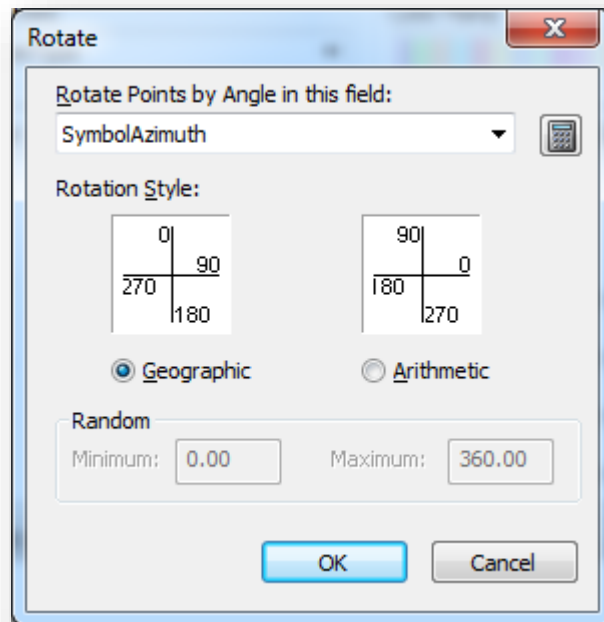 Rotate
Rotate Points by Angle in this field:
SymbolAzimuth
Rotation Style:
0
90
270
180
90
0
180
270
Geographic
Arithmetic
Random
Minimum: 0.00 Maximum: 360.00
OK Cancel